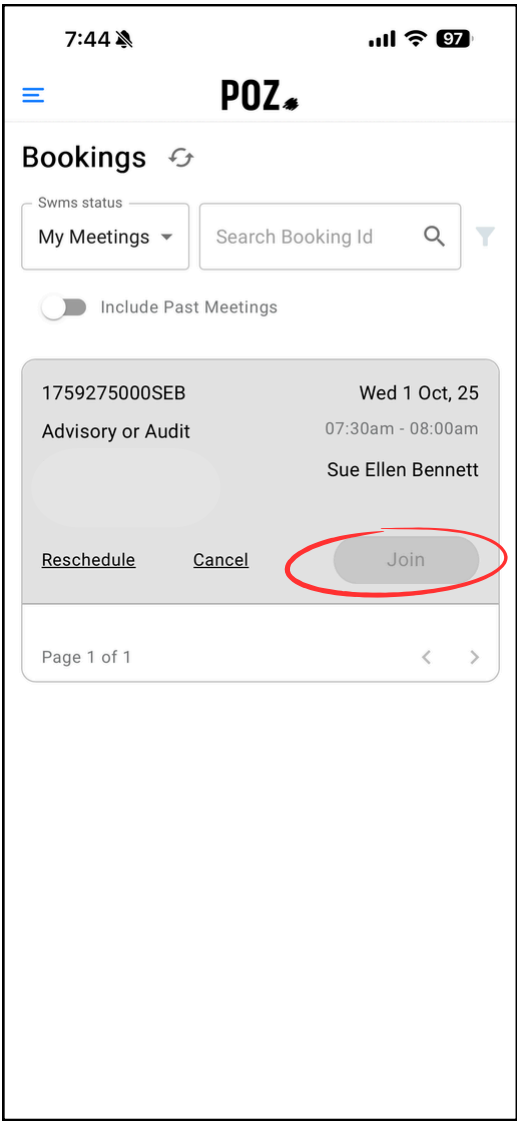 7:44
97
POZ
Bookings
Swms status
My Meetings
Search Booking Id
Include Past Meetings
1759275000SEB
Wed 1 Oct, 25
Advisory or Audit
07:30am - 08:00am
Sue Ellen Bennett
Reschedule
Cancel
Join
Page 1 of 1